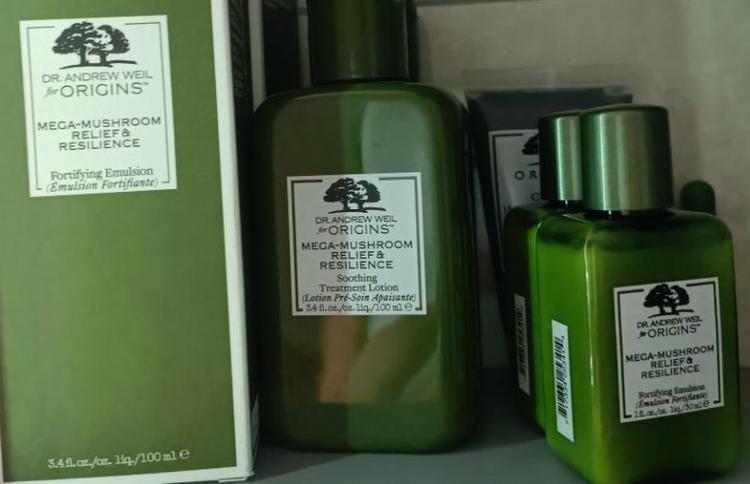 DR. ANDREW WEIL
for ORIGINS™
MEGA-MUSHROOM
RELIEF &
RESILIENCE
Fortifying Emulsion
(Émulsion Fortifiante)
3.4 fl. oz./oz. liq./100 ml ℮
DR. ANDREW WEIL
for ORIGINS™
MEGA-MUSHROOM
RELIEF &
RESILIENCE
Soothing
Treatment Lotion
(Lotion Pré-Soin Apaisante)
3.4 fl. oz./oz. liq./100 ml ℮
DR. ANDREW WEIL
for ORIGINS™
MEGA-MUSHROOM
RELIEF &
RESILIENCE
Fortifying Emulsion
(Émulsion Fortifiante)
1 fl. oz./oz. liq./30 ml ℮